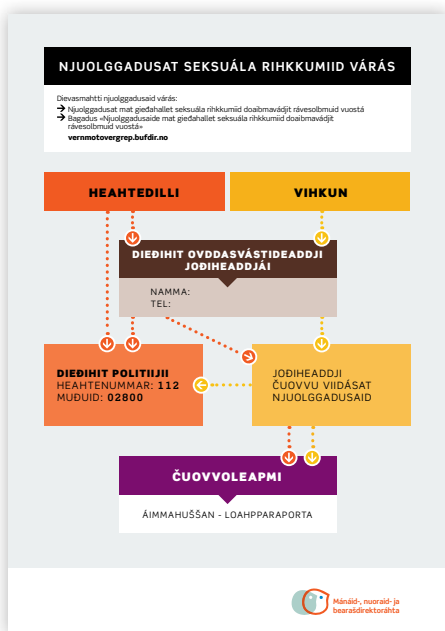 NJUOLGGADUSAT SEKSUÁLA RIHKKUMIID VÁRÁS
Dievasmahtti njuolggadusaid várás:
→ Njuolggadusat mat gieđahallet seksuála rihkkumiid doaibmavádjit rávesolbmuid vuostá
→ Bagadus «Njuolggadusaide mat gieđahallet seksuála rihkkumiid doaibmavádjit
rávesolbmuid vuostá»
vernmotovergrep.bufdir.no
HEAHTEDILLI
VIHKUN
DIEĐIHIT OVDDASVÁSTIDEADDJI
JOĐIHEADDJÁI
NAMMA:
TEL:
DIEĐIHIT POLITIIJII
HEAHTENUMMAR: 112
MUĐUID: 02800
JOĐIHEADDJI
ČUOVVU VIIDÁSAT
NJUOLGGADUSAID
ČUOVVOLEAPMI
ÁIMMAHUŠŠAN - LOAHPPARAPORTA
Mánáid-, nuoraid- ja
bearašdirektoráhta